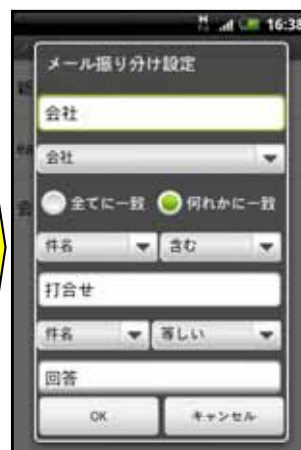 16:38
メール振り分け設定
会社
会社
全てに一致 何れかに一致
件名 含む
打合せ
件名 等しい
回答
OK キャンセル